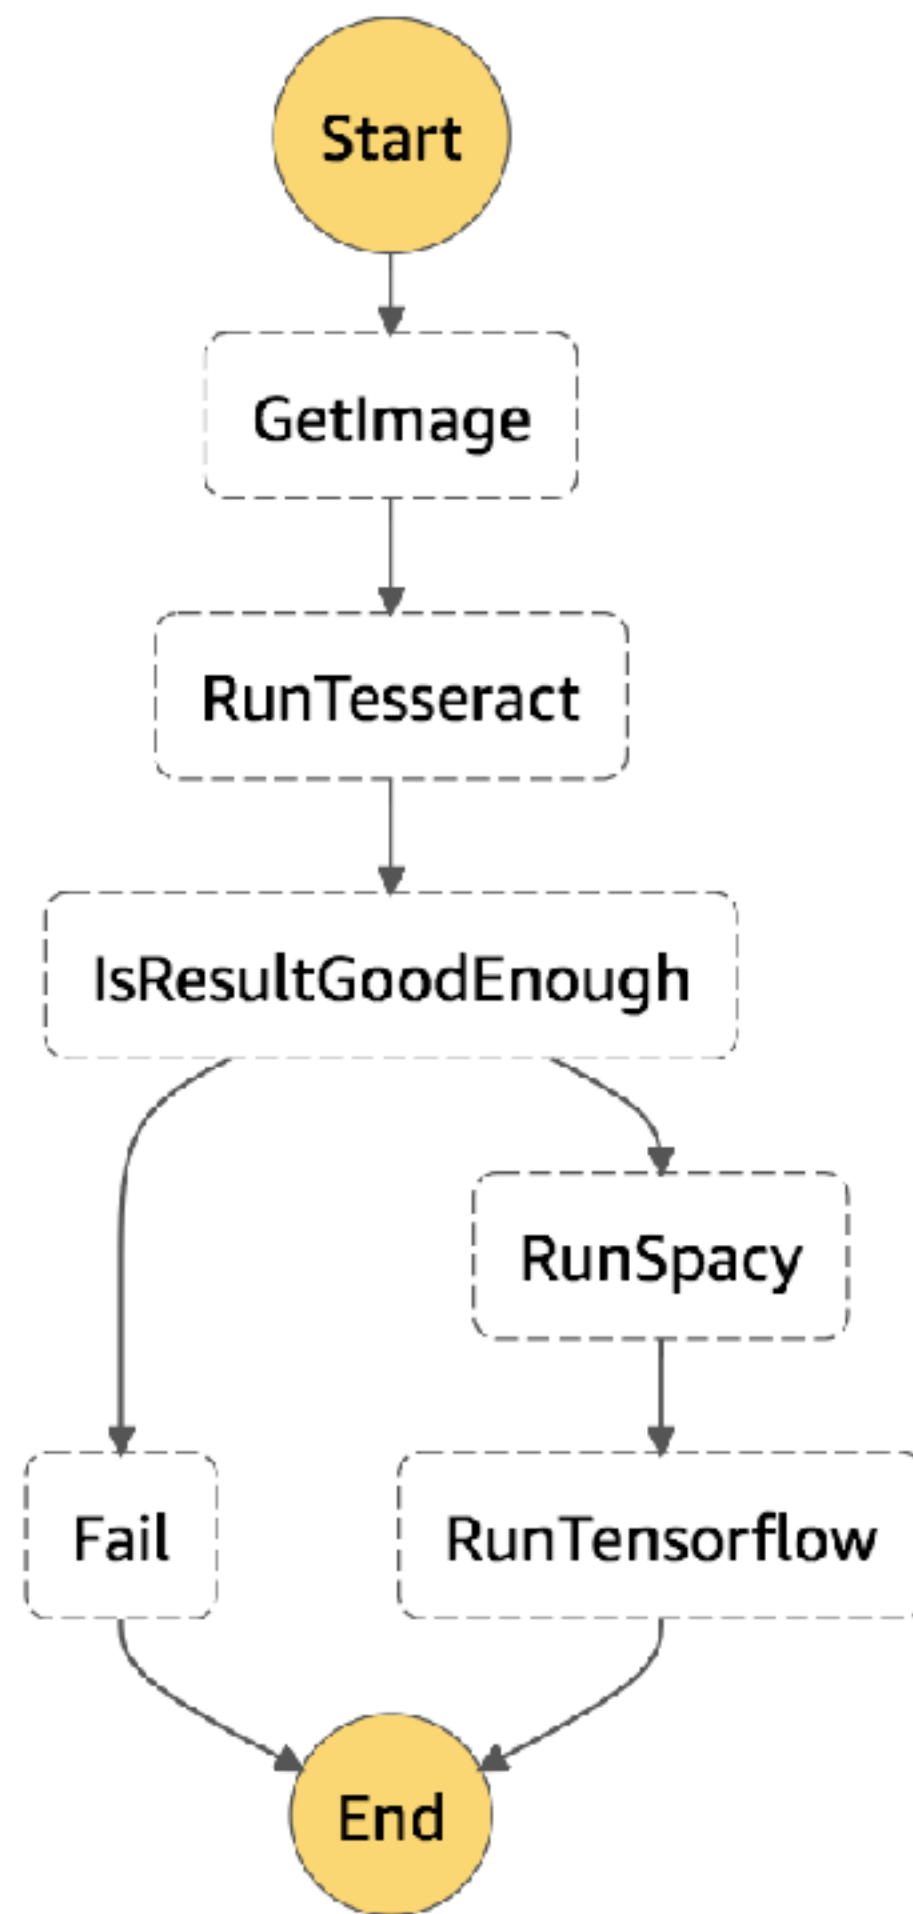 Start
GetImage
RunTesseract
IsResultGoodEnough
RunSpacy
Fail
RunTensorflow
End